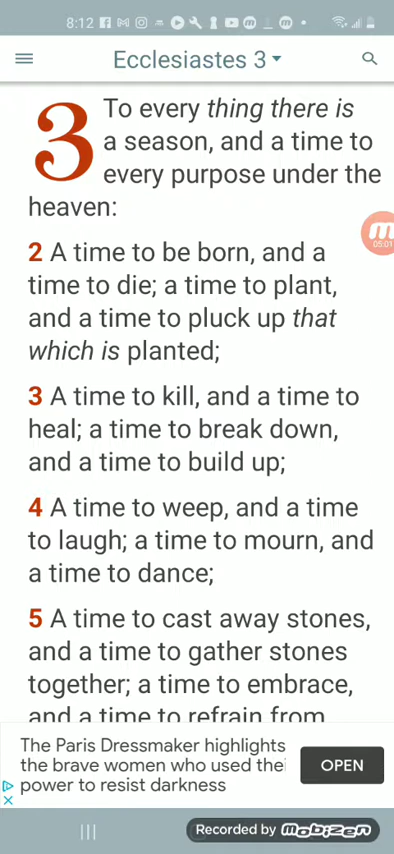 8:12
Ecclesiastes 3
3 To every thing there is
a season, and a time to
every purpose under the
heaven:
05:01
2 A time to be born, and a
time to die; a time to plant,
and a time to pluck up that
which is planted;
3 A time to kill, and a time to
heal; a time to break down,
and a time to build up;
4 A time to weep, and a time
to laugh; a time to mourn, and
a time to dance;
5 A time to cast away stones,
and a time to gather stones
together; a time to embrace,
and a time to refrain from
The Paris Dressmaker highlights
the brave women who used thei
power to resist darkness
OPEN
Recorded by mobizen